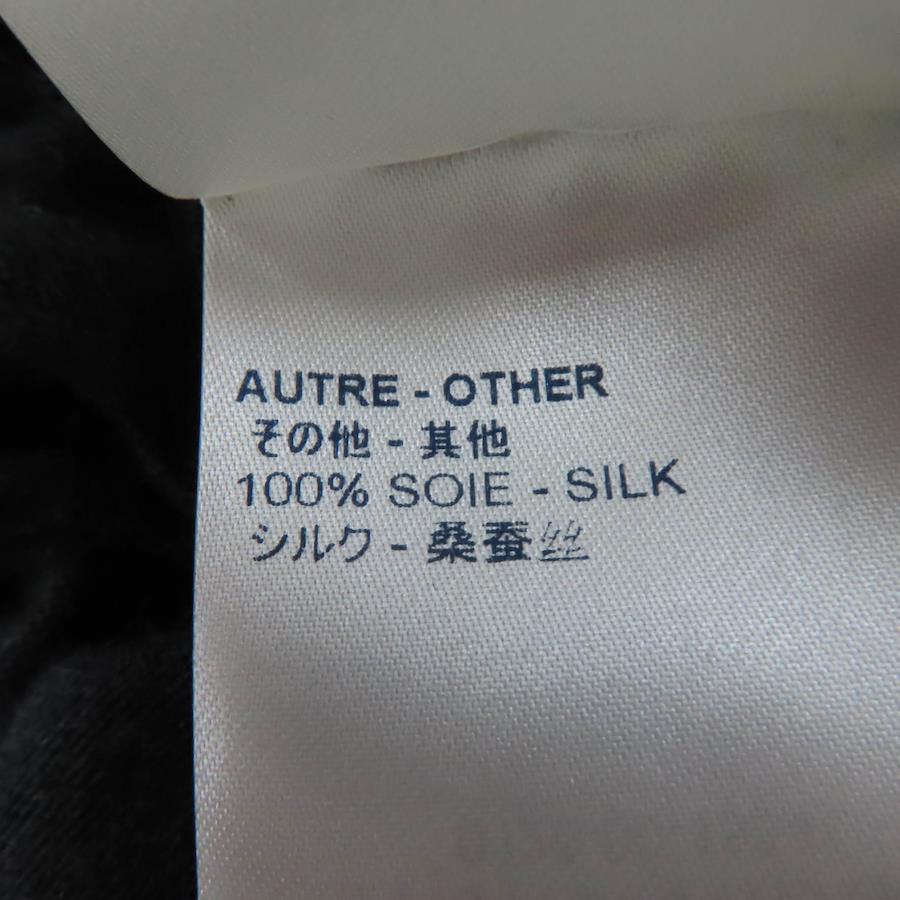 AUTRE - OTHER
その他 - 其他
100% SOIE - SILK
シルク - 桑蚕丝